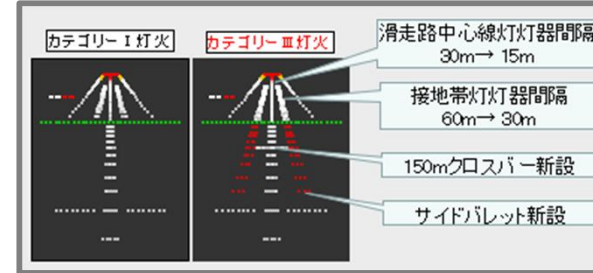 カテゴリーⅠ灯火
カテゴリーⅢ灯火
滑走路中心線灯灯器間隔
30m→ 15m
接地帯灯灯器間隔
60m→ 30m
150mクロスバー新設
サイドバレット新設